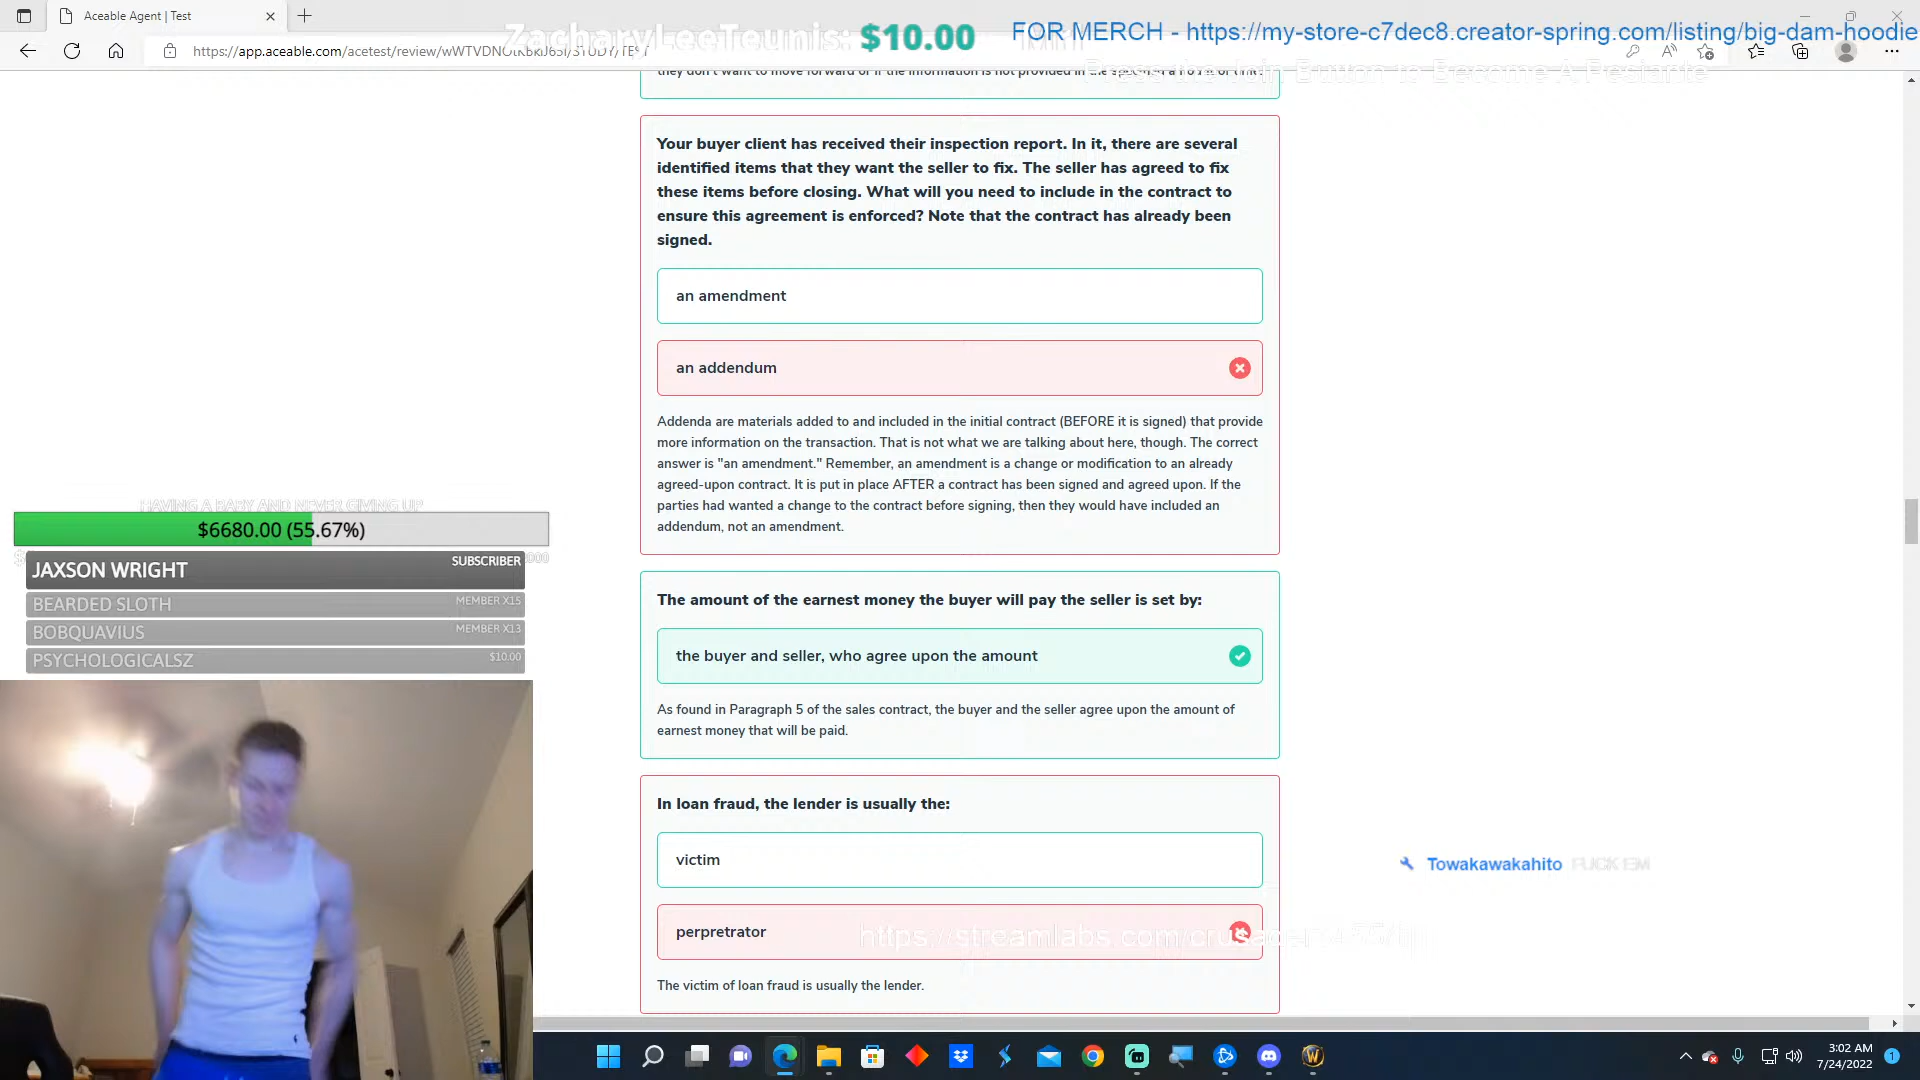 Aceable Agent | Test
ZacharyLeeTeunis: $10.00
FOR MERCH - https://my-store-c7dec8.creator-spring.com/listing/big-dam-hoodie
Press the Join Button to Become A
Your buyer client has received their inspection report. In it, there are several
identified items that they want the seller to fix. The seller has agreed to fix
these items before closing. What will you need to include in the contract to
ensure this agreement is enforced? Note that the contract has already been
signed.
an amendment
an addendum
Addenda are materials added to and included in the initial contract (BEFORE it is signed) that provide
more information on the transaction. That is not what we are talking about here, though. The correct
answer is "an amendment." Remember, an amendment is a change or modification to an already
agreed-upon contract. It is put in place AFTER a contract has been signed and agreed upon. If the
parties had wanted a change to the contract before signing, then they would have included an
addendum, not an amendment.
The amount of the earnest money the buyer will pay the seller is set by:
the buyer and seller, who agree upon the amount
As found in Paragraph 5 of the sales contract, the buyer and the seller agree upon the amount of
earnest money that will be paid.
In loan fraud, the lender is usually the:
victim
perpretrator
The victim of loan fraud is usually the lender.
HAVING A BABY AND NEVER GIVING UP
$6680.00 (55.67%)
JAXSON WRIGHT SUBSCRIBER
BEARDED SLOTH MEMBER X15
BOBQUAVIUS MEMBER X13
PSYCHOLOGICALSZ $10.00
Towakawakahito FUCK EM
3:02 AM
7/24/2022
1